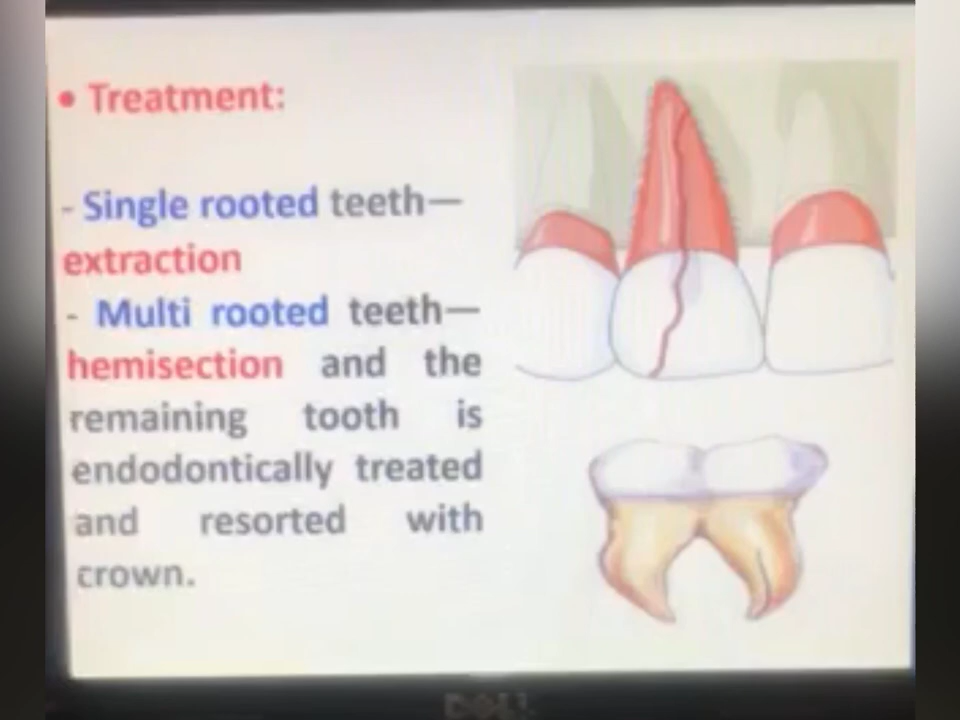 • Treatment:
- Single rooted teeth—
extraction
- Multi rooted teeth—
hemisection and the
remaining tooth is
endodontically treated
and resorted with
crown.
DELL